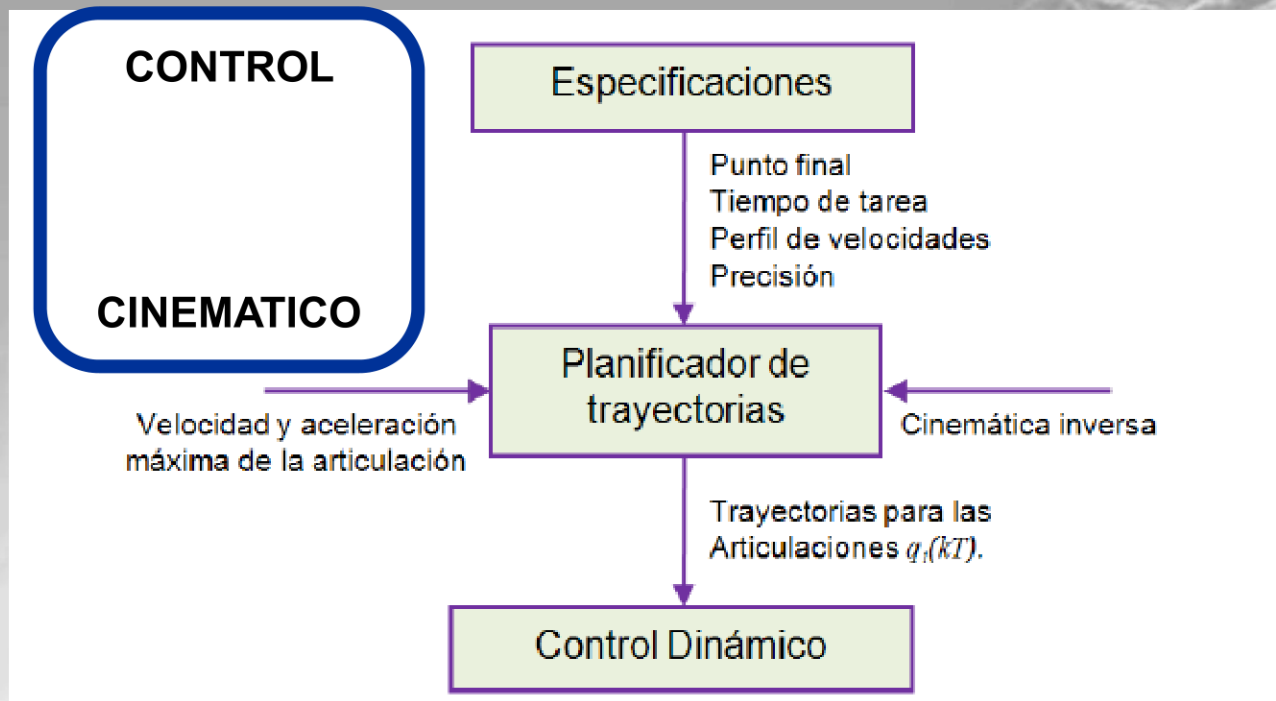 CONTROL
CINEMATICO
Especificaciones
Punto final
Tiempo de tarea
Perfil de velocidades
Precisión
Planificador de
trayectorias
Velocidad y aceleración
máxima de la articulación
Cinemática inversa
Trayectorias para las
Articulaciones qᵢ(kT).
Control Dinámico